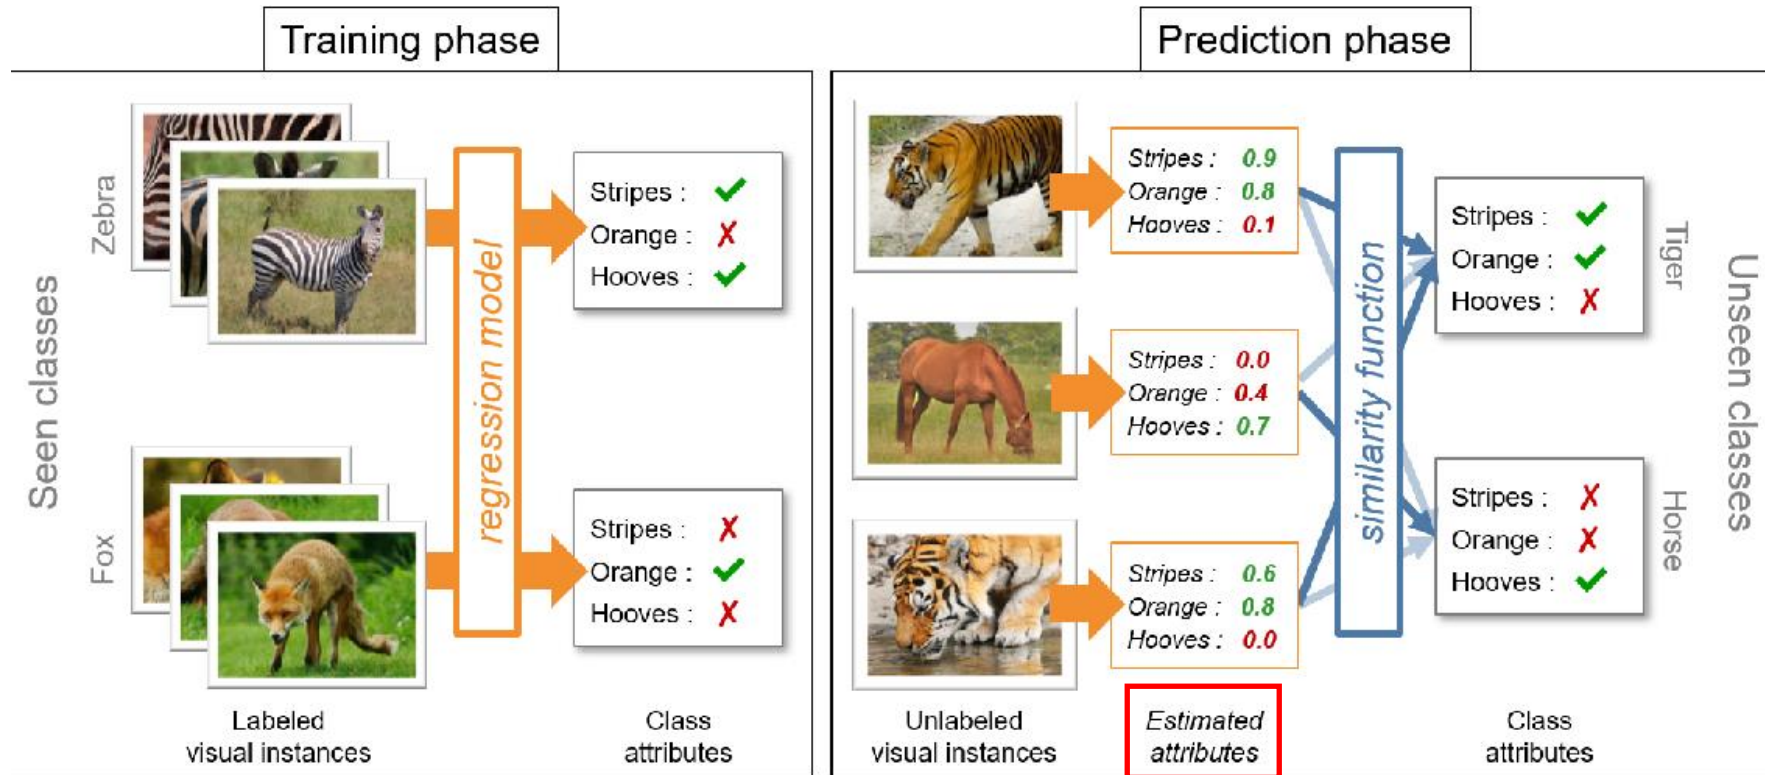 Training phase
Prediction phase
Seen classes
Zebra
Fox
regression model
Stripes :
Orange :
Hooves :
Stripes :
Orange :
Hooves :
Labeled
visual instances
Class
attributes
Stripes : 0.9
Orange : 0.8
Hooves : 0.1
Stripes : 0.0
Orange : 0.4
Hooves : 0.7
Stripes : 0.6
Orange : 0.8
Hooves : 0.0
similarity function
Stripes :
Orange :
Hooves :
Stripes :
Orange :
Hooves :
Tiger
Horse
Unseen classes
Unlabeled
visual instances
Estimated
attributes
Class
attributes